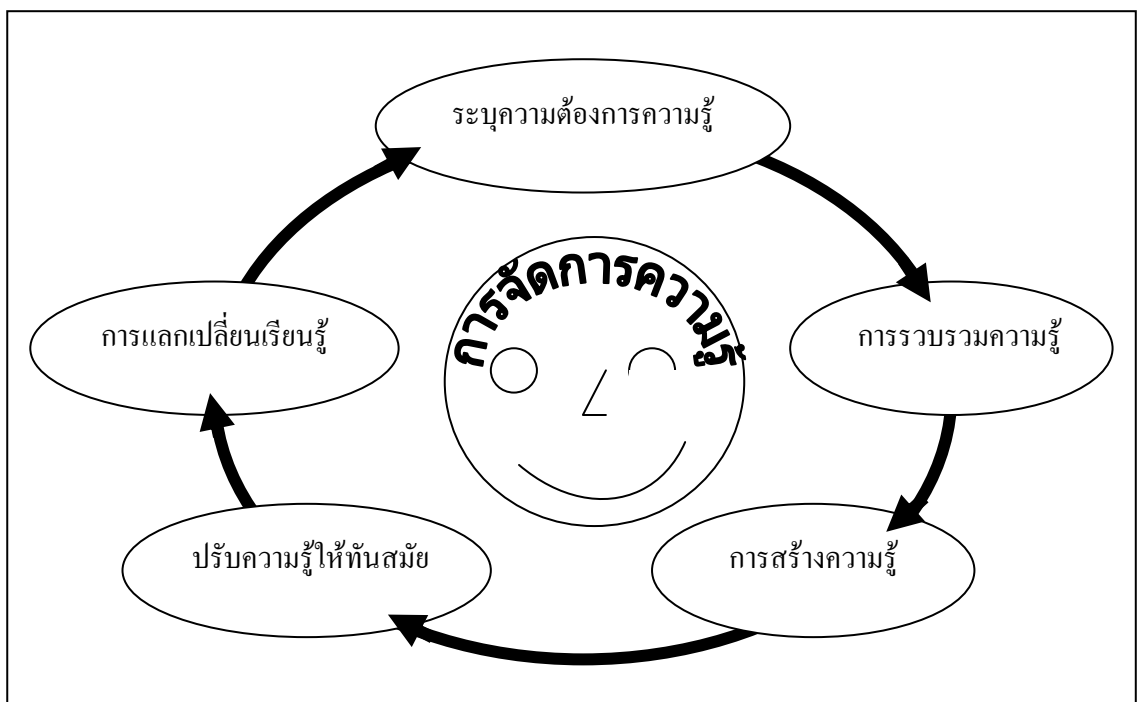 ระบุความต้องการความรู้
การจัดการความรู้
การแลกเปลี่ยนเรียนรู้
การรวบรวมความรู้
ปรับความรู้ให้ทันสมัย
การสร้างความรู้